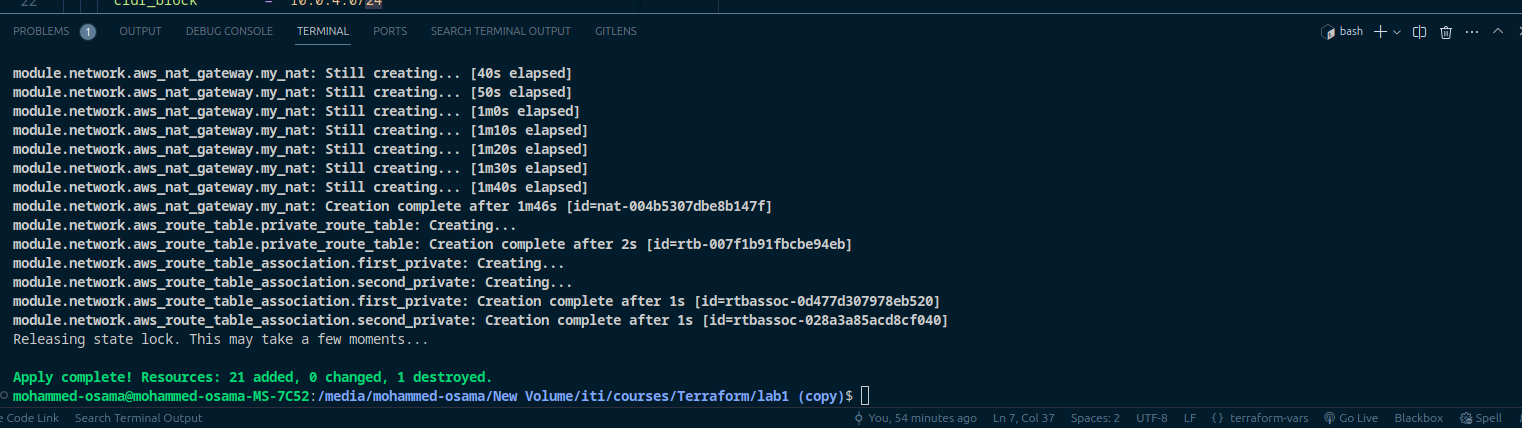 22 cidr_block = "10.0.4.0/24
PROBLEMS 1 OUTPUT DEBUG CONSOLE TERMINAL PORTS SEARCH TERMINAL OUTPUT GITLENS bash
module.network.aws_nat_gateway.my_nat: Still creating... [40s elapsed]
module.network.aws_nat_gateway.my_nat: Still creating... [50s elapsed]
module.network.aws_nat_gateway.my_nat: Still creating... [1m0s elapsed]
module.network.aws_nat_gateway.my_nat: Still creating... [1m10s elapsed]
module.network.aws_nat_gateway.my_nat: Still creating... [1m20s elapsed]
module.network.aws_nat_gateway.my_nat: Still creating... [1m30s elapsed]
module.network.aws_nat_gateway.my_nat: Still creating... [1m40s elapsed]
module.network.aws_nat_gateway.my_nat: Creation complete after 1m46s [id=nat-004b5307dbe8b147f]
module.network.aws_route_table.private_route_table: Creating...
module.network.aws_route_table.private_route_table: Creation complete after 2s [id=rtb-007f1b91fbcbe94eb]
module.network.aws_route_table_association.first_private: Creating...
module.network.aws_route_table_association.second_private: Creating...
module.network.aws_route_table_association.first_private: Creation complete after 1s [id=rtbassoc-0d477d307978eb520]
module.network.aws_route_table_association.second_private: Creation complete after 1s [id=rtbassoc-028a3a85acd8cf040]
Releasing state lock. This may take a few moments...
Apply complete! Resources: 21 added, 0 changed, 1 destroyed.
mohammed-osama@mohammed-osama-MS-7C52:/media/mohammed-osama/New Volume/iti/courses/Terraform/lab1 (copy)$
e Code Link Search Terminal Output You, 54 minutes ago Ln 7, Col 37 Spaces: 2 UTF-8 LF {} terraform-vars Go Live Blackbox Spell